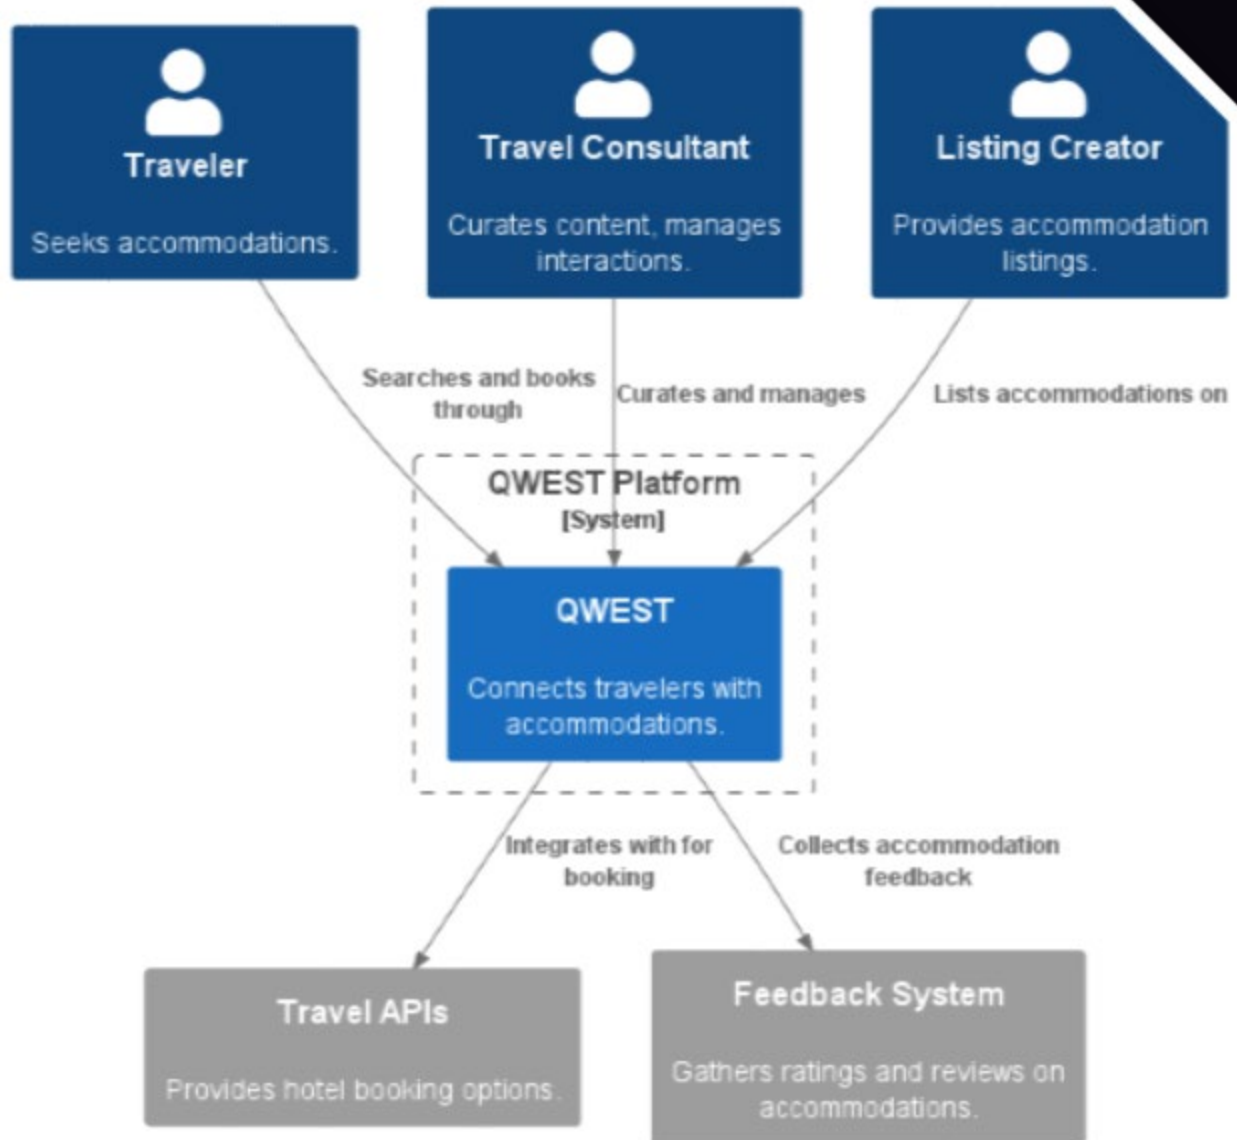 Traveler
Seeks accommodations.
Travel Consultant
Curates content, manages
interactions.
Listing Creator
Provides accommodation
listings.
Searches and books
through
Curates and manages
Lists accommodations on
QWEST Platform
[System]
QWEST
Connects travelers with
accommodations.
Integrates with for
booking
Collects accommodation
feedback
Travel APIs
Provides hotel booking options.
Feedback System
Gathers ratings and reviews on
accommodations.